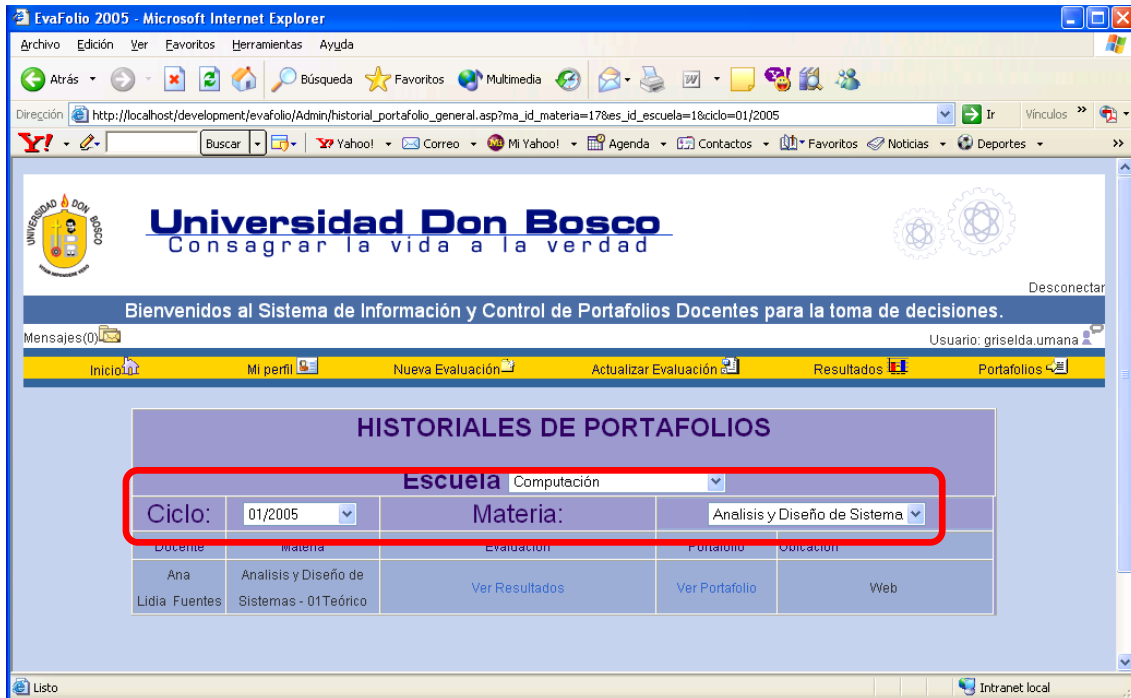 EvaFolio 2005 - Microsoft Internet Explorer
Archivo Edición Ver Favoritos Herramientas Ayuda
Atrás Búsqueda Favoritos Multimedia
Dirección http://localhost/development/evafolio/Admin/historial_portafolio_general.asp?ma_id_materia=17&es_id_escuela=1&ciclo=01/2005 Ir Vínculos »
Y! Buscar Yahoo! Correo Mi Yahoo! Agenda Contactos Favoritos Noticias Deportes »
UNIVERSIDAD DON BOSCO
Universidad Don Bosco
Consagrar la vida a la verdad
Desconectar
Bienvenidos al Sistema de Información y Control de Portafolios Docentes para la toma de decisiones.
Mensajes(0) Usuario: griselda.umana
Inicio Mi perfil Nueva Evaluación Actualizar Evaluación Resultados Portafolios
HISTORIALES DE PORTAFOLIOS
Escuela Computación
Ciclo: 01/2005 Materia: Analisis y Diseño de Sistema
Docente Materia Evaluación Portafolio Ubicación
Ana Lidia Fuentes Analisis y Diseño de Sistemas - 01Teórico Ver Resultados Ver Portafolio Web
Listo Intranet local